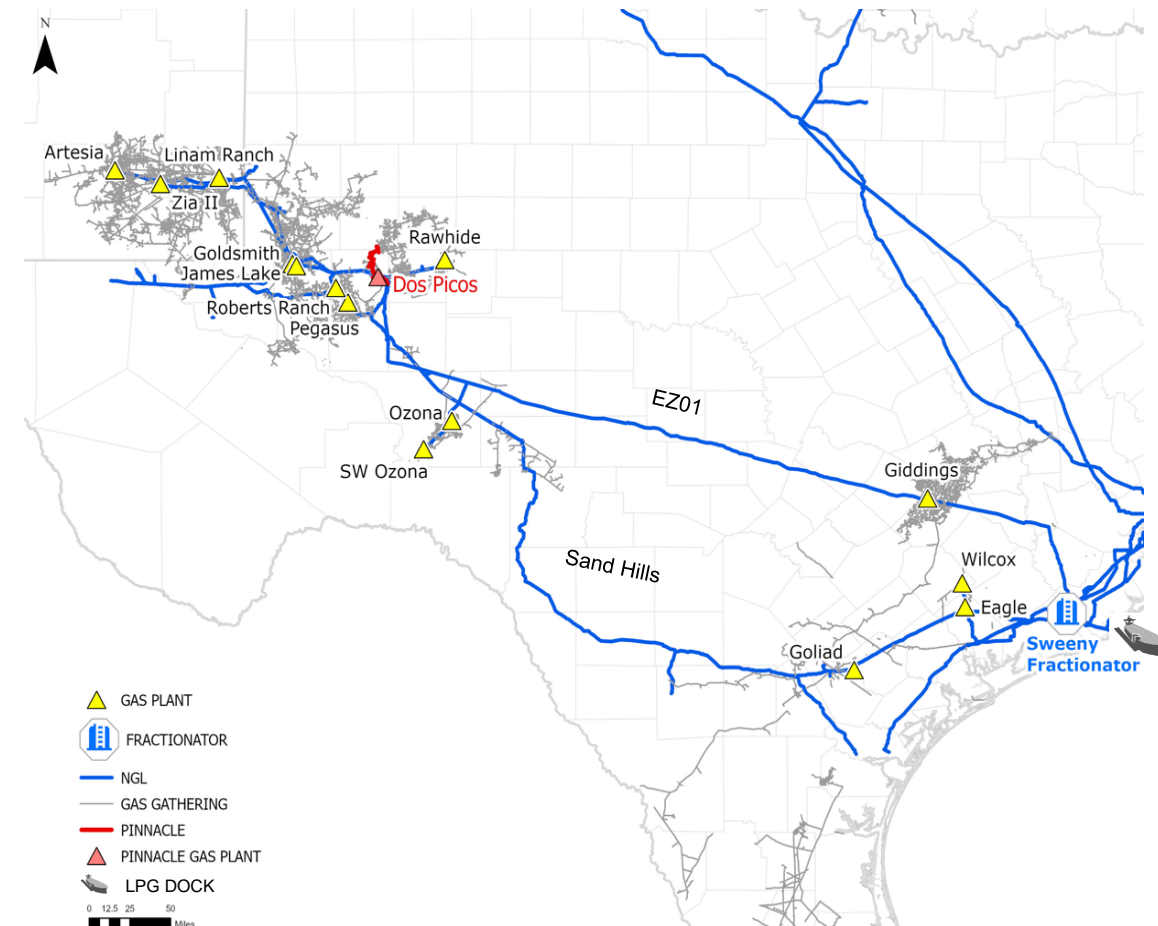 N
Artesia
Linam Ranch
Zia II
Rawhide
Goldsmith
James Lake
Dos Picos
Roberts Ranch
Pegasus
EZ01
Ozona
SW Ozona
Giddings
Sand Hills
Wilcox
Eagle
Goliad
Sweeny
Fractionator
GAS PLANT
FRACTIONATOR
NGL
GAS GATHERING
PINNACLE
PINNACLE GAS PLANT
LPG DOCK
0 12.5 25 50
Miles